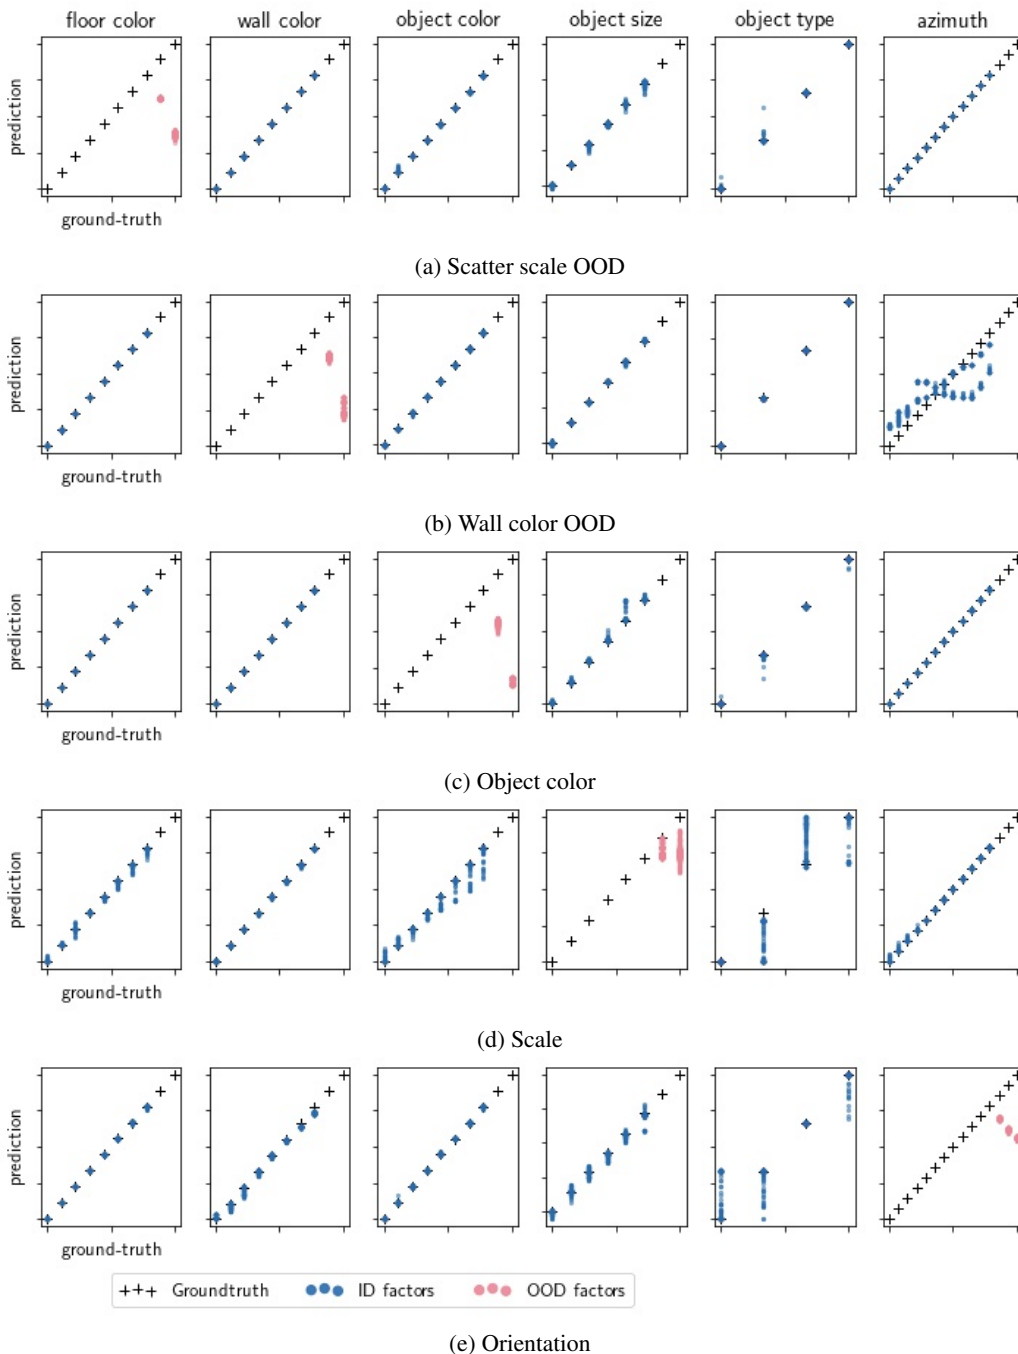 floor color wall color object color object size object type azimuth
prediction
ground-truth
(a) Scatter scale OOD
prediction
ground-truth
(b) Wall color OOD
prediction
ground-truth
(c) Object color
prediction
ground-truth
(d) Scale
prediction
ground-truth
Groundtruth ID factors OOD factors
(e) Orientation